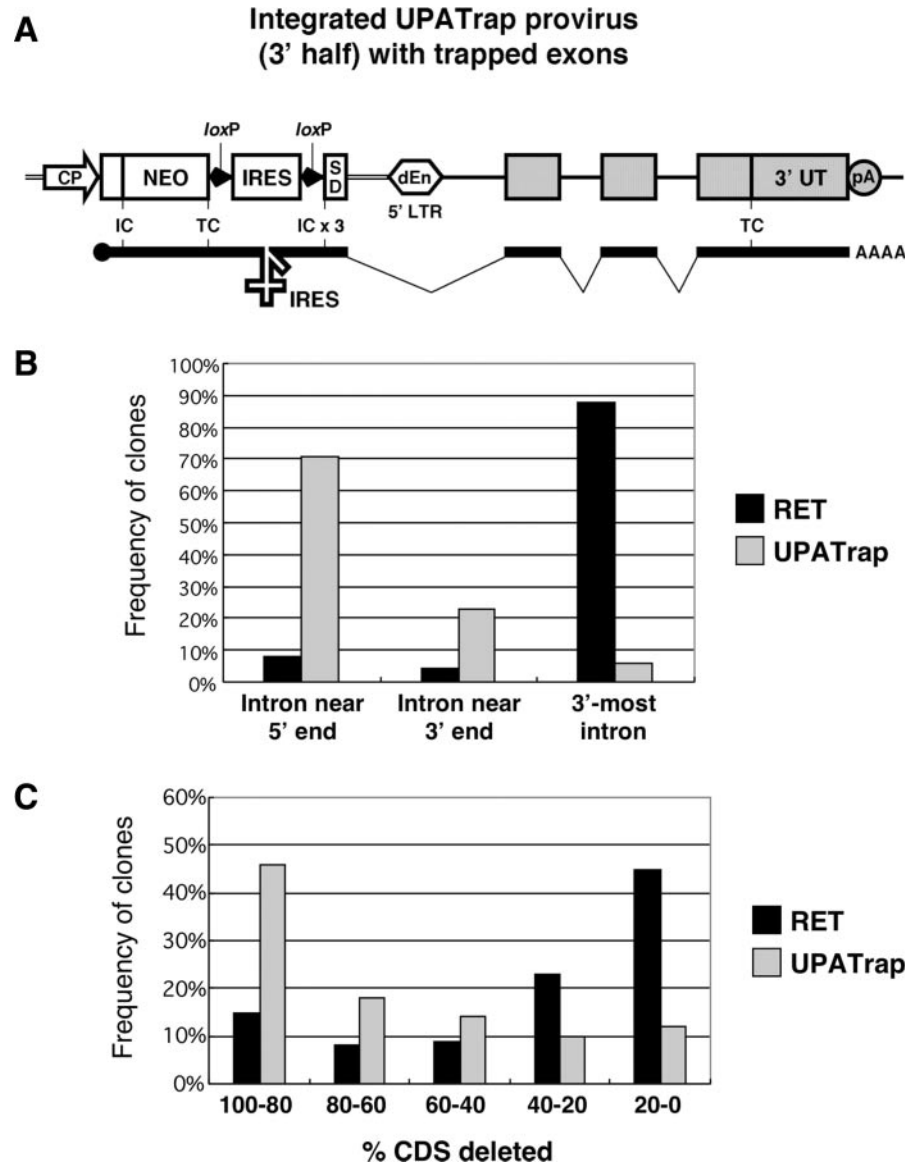 A
Integrated UPATrap provirus
(3' half) with trapped exons
loxP loxP
CP NEO IRES SD dEn 3' UT pA
5' LTR
IC TC IC x 3 TC
AAAA
IRES
B
Frequency of clones
100%
90%
80%
70%
60%
50%
40%
30%
20%
10%
0%
Intron near
5' end
Intron near
3' end
3'-most
intron
RET
UPATrap
C
Frequency of clones
60%
50%
40%
30%
20%
10%
0%
100-80 80-60 60-40 40-20 20-0
% CDS deleted
RET
UPATrap